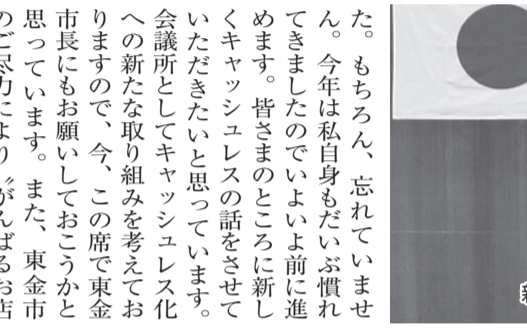 た。もちろん、忘れていませ
ん。今年は私自身もだいぶ慣れ
てきましたのでいよいよ前に進
めます。皆さまのところに新し
くキャッシュレスの話をさせて
いただきたいと思っています。
会議所としてキャッシュレス化
への新たな取り組みを考えてお
りますので、今、この席で東金
市長にもお願いしておこうかと
思っています。また、東金市
のご尽力により〝がんばるお店